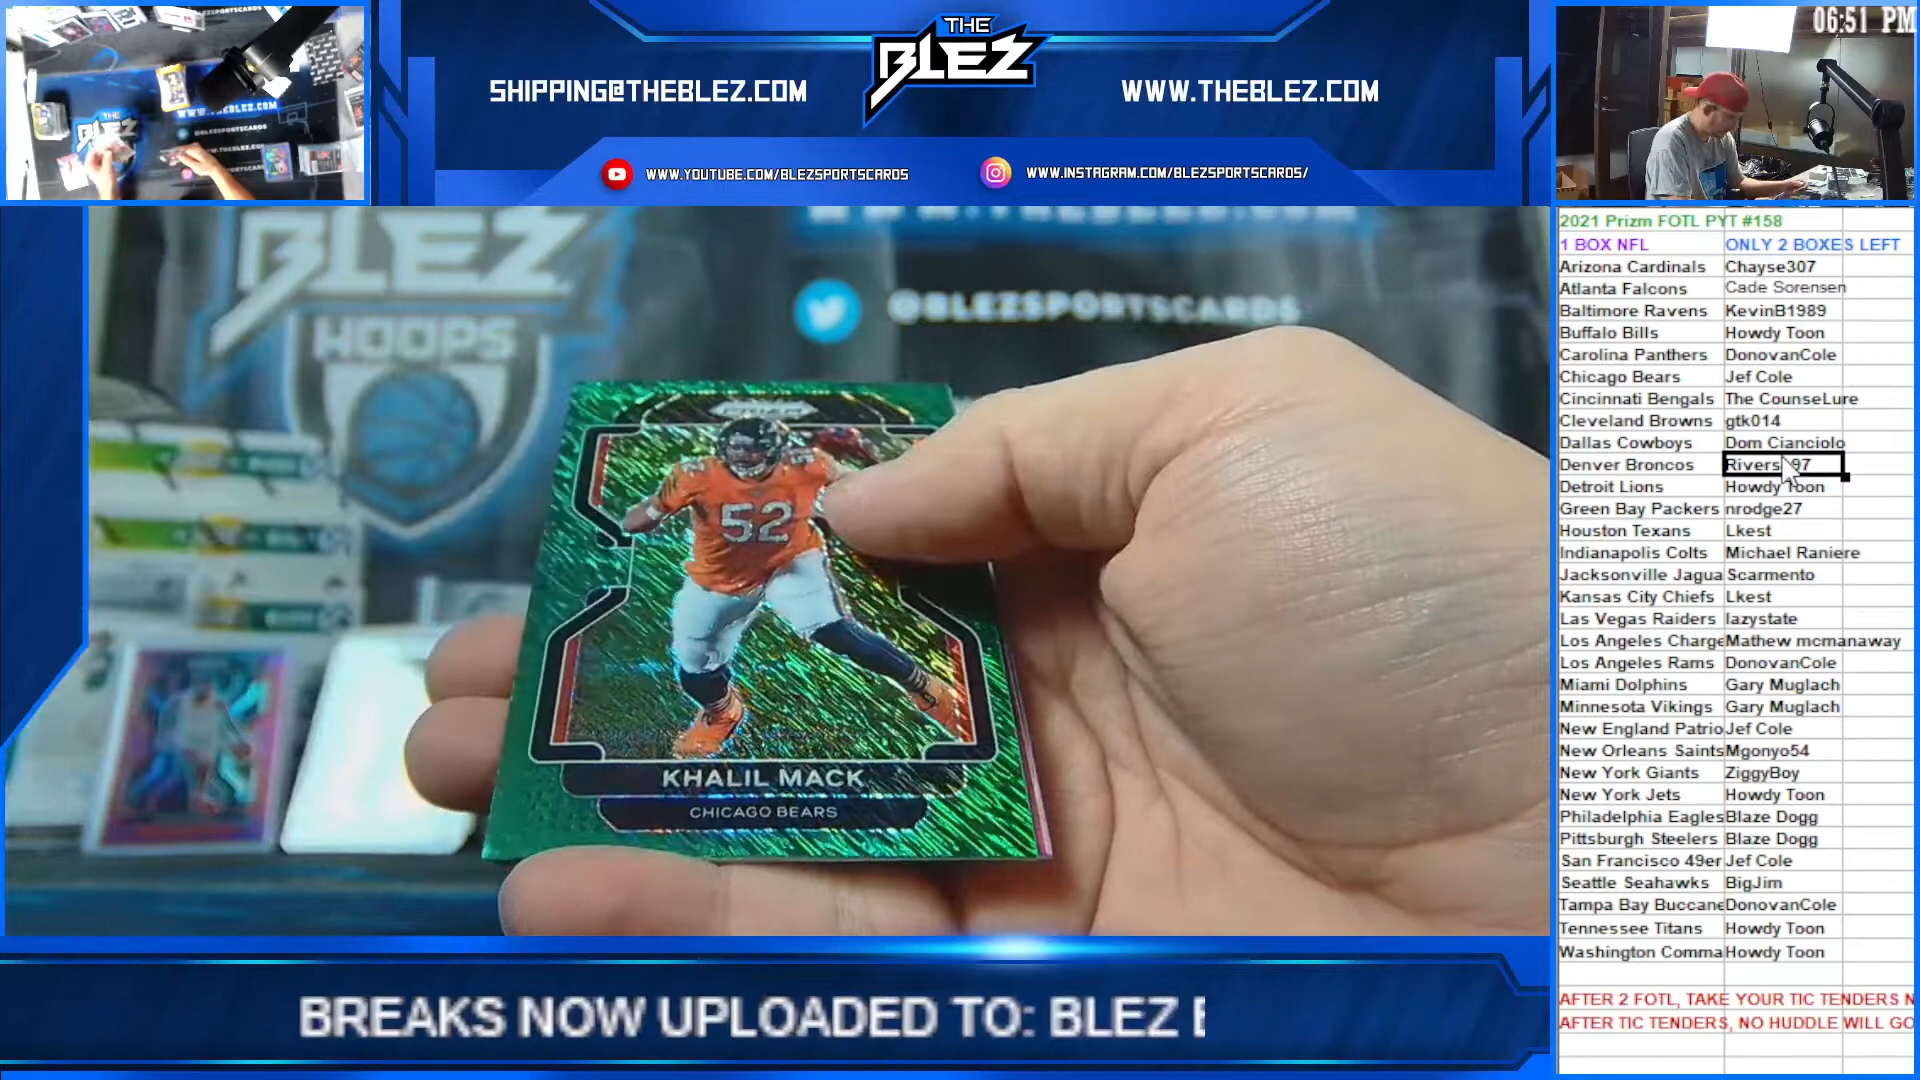 06:51 PM
THE
BLEZ
SHIPPING@THEBLEZ.COM
WWW.THEBLEZ.COM
WWW.YOUTUBE.COM/BLEZSPORTSCARDS
WWW.INSTAGRAM.COM/BLEZSPORTSCARDS/
BLEZ
HOOPS
@BLEZSPORTSCARDS
PRIZM
52
KHALIL MACK
CHICAGO BEARS
BREAKS NOW UPLOADED TO: BLEZ
2021 Prizm FOTL PYT #158
1 BOX NFL ONLY 2 BOXES LEFT
Arizona Cardinals Chayse307
Atlanta Falcons Cade Sorensen
Baltimore Ravens KevinB1989
Buffalo Bills Howdy Toon
Carolina Panthers DonovanCole
Chicago Bears Jef Cole
Cincinnati Bengals The CounseLure
Cleveland Browns gtk014
Dallas Cowboys Dom Cianciolo
Denver Broncos
Detroit Lions Howdy Toon
Green Bay Packers nrodge27
Houston Texans Lkest
Indianapolis Colts Michael Raniere
Jacksonville Jagua Scarmento
Kansas City Chiefs Lkest
Las Vegas Raiders lazystate
Los Angeles Charge Mathew mcmanaway
Los Angeles Rams DonovanCole
Miami Dolphins Gary Muglach
Minnesota Vikings Gary Muglach
New England Patrio Jef Cole
New Orleans Saints Mgonyo54
New York Giants ZiggyBoy
New York Jets Howdy Toon
Philadelphia Eagles Blaze Dogg
Pittsburgh Steelers Blaze Dogg
San Francisco 49er Jef Cole
Seattle Seahawks BigJim
Tampa Bay Buccane DonovanCole
Tennessee Titans Howdy Toon
Washington Comma Howdy Toon
AFTER 2 FOTL, TAKE YOUR TIC TENDERS N
AFTER TIC TENDERS, NO HUDDLE WILL GO